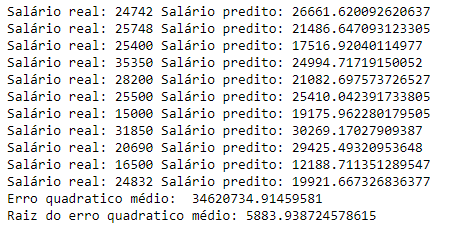 Salário real: 24742 Salário predito: 26661.620092620637
Salário real: 25748 Salário predito: 21486.647093123305
Salário real: 25400 Salário predito: 17516.92040114977
Salário real: 35350 Salário predito: 24994.71719150052
Salário real: 28200 Salário predito: 21082.697573726527
Salário real: 25500 Salário predito: 25410.042391733805
Salário real: 15000 Salário predito: 19175.962280179505
Salário real: 31850 Salário predito: 30269.17027909387
Salário real: 20690 Salário predito: 29425.49320953648
Salário real: 16500 Salário predito: 12188.711351289547
Salário real: 24832 Salário predito: 19921.667326836377
Erro quadratico médio:  34620734.91459581
Raiz do erro quadratico médio: 5883.938724578615